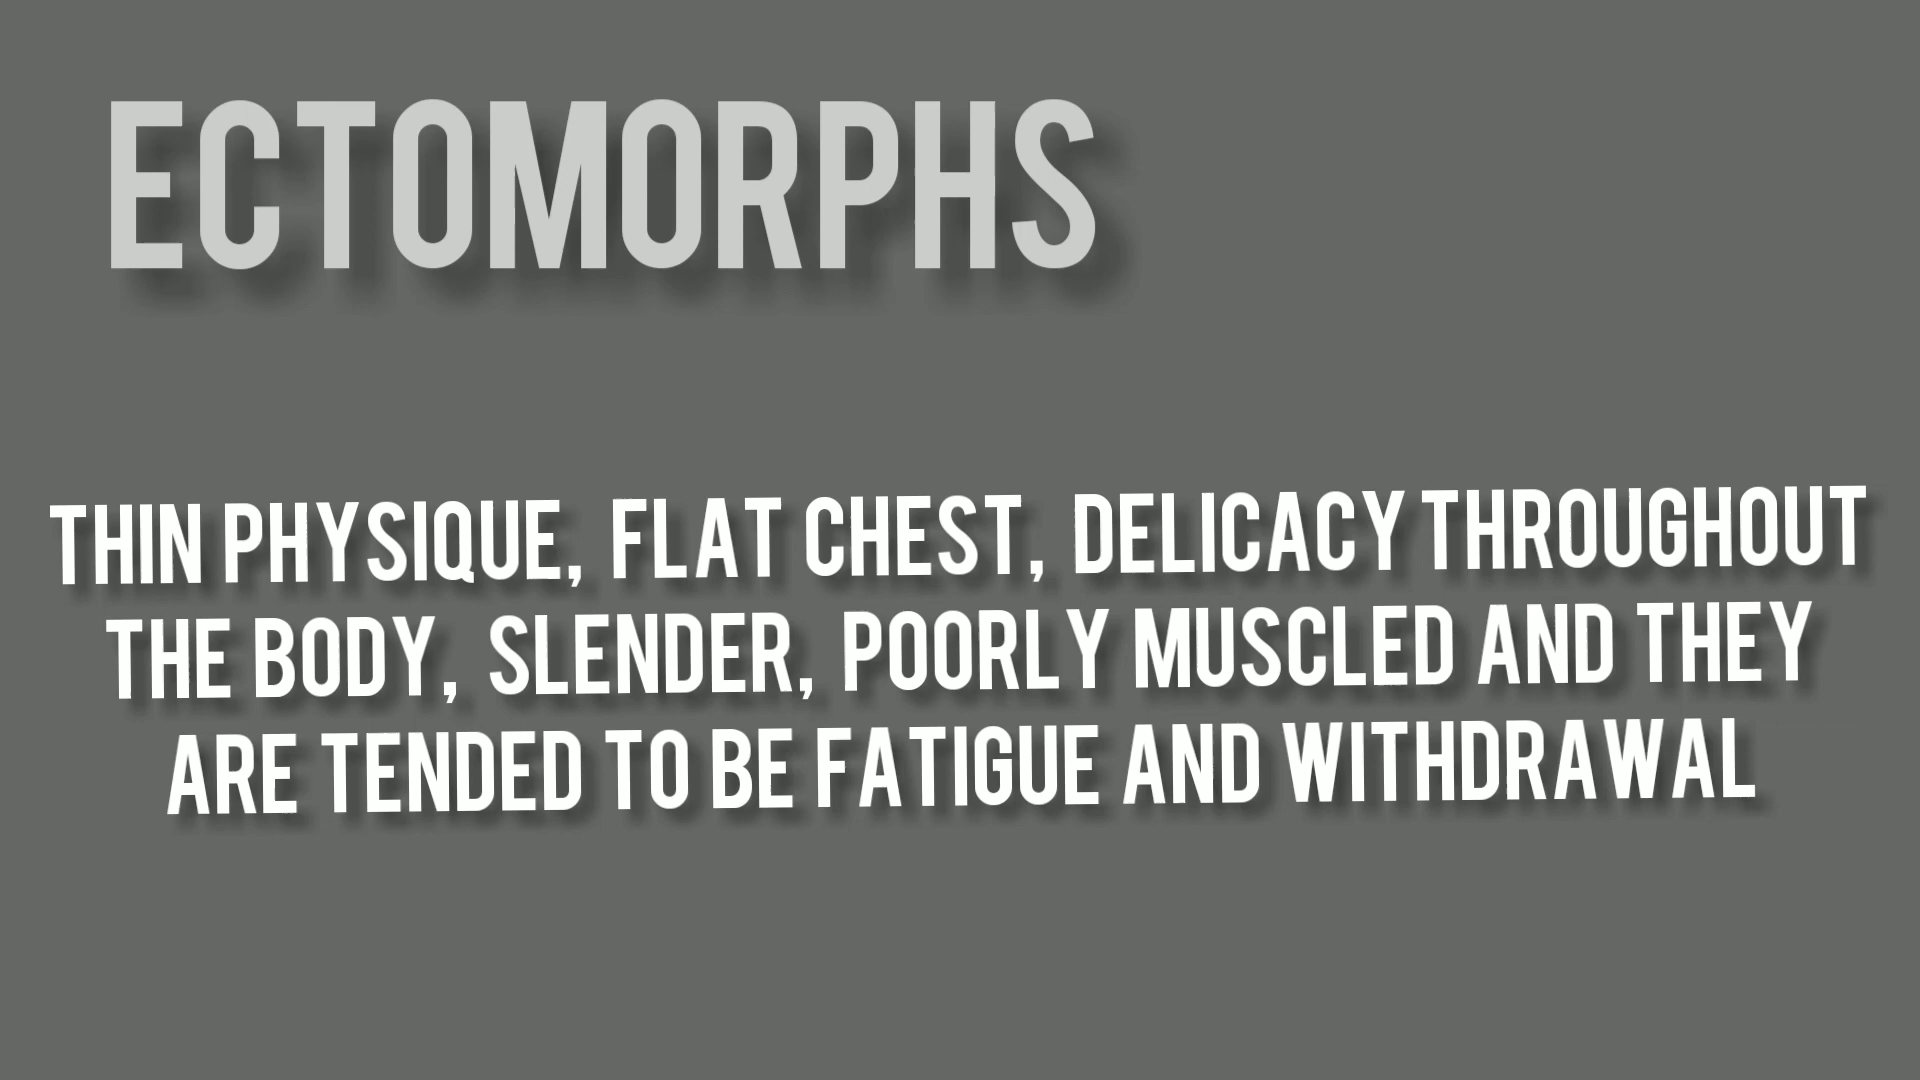 ECTOMORPHS
THIN PHYSIQUE, FLAT CHEST, DELICACY THROUGHOUT
THE BODY, SLENDER, POORLY MUSCLED AND THEY
ARE TENDED TO BE FATIGUE AND WITHDRAWAL